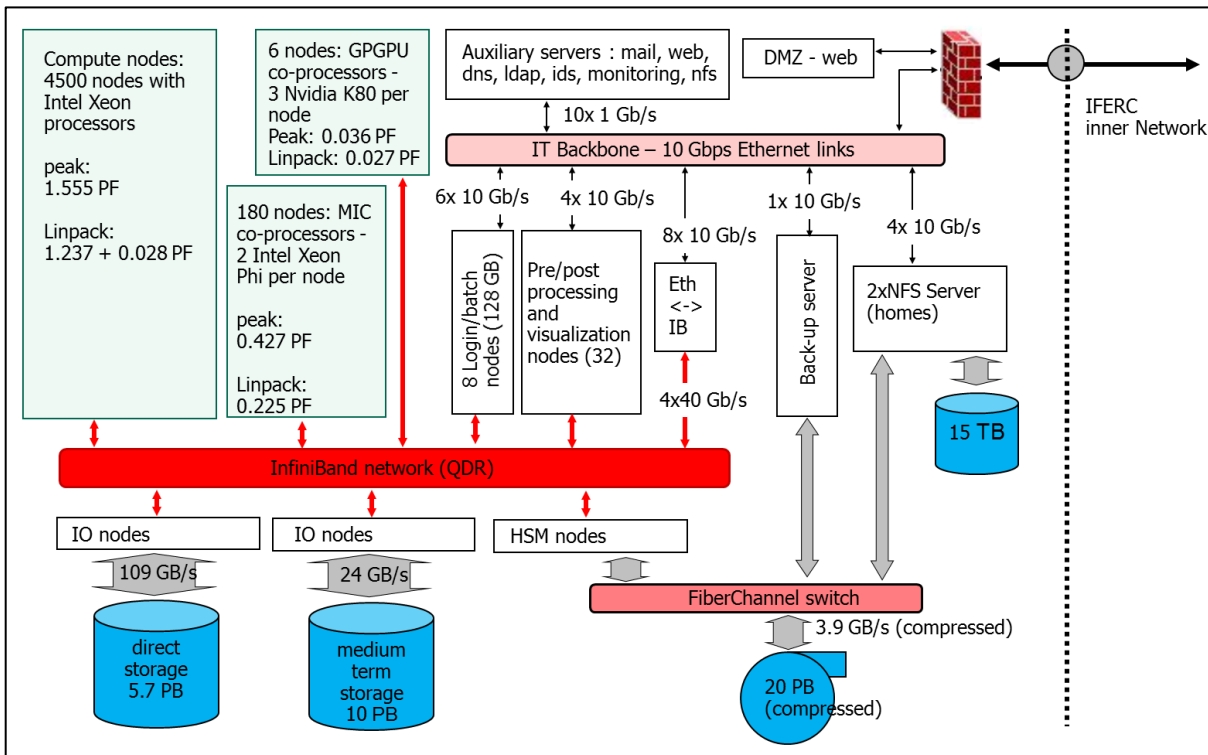 Compute nodes:
4500 nodes with
Intel Xeon
processors
peak:
1.555 PF
Linpack:
1.237 + 0.028 PF
6 nodes: GPGPU
co-processors -
3 Nvidia K80 per
node
Peak: 0.036 PF
Linpack: 0.027 PF
180 nodes: MIC
co-processors -
2 Intel Xeon
Phi per node
peak:
0.427 PF
Linpack:
0.225 PF
Auxiliary servers : mail, web,
dns, ldap, ids, monitoring, nfs
DMZ - web
IFERC
inner Network
10x 1 Gb/s
IT Backbone – 10 Gbps Ethernet links
6x 10 Gb/s
4x 10 Gb/s
8x 10 Gb/s
1x 10 Gb/s
4x 10 Gb/s
8 Login/batch
nodes (128 GB)
Pre/post
processing
and
visualization
nodes (32)
Eth
<->
IB
Back-up server
2xNFS Server
(homes)
4x40 Gb/s
15 TB
InfiniBand network (QDR)
IO nodes
IO nodes
HSM nodes
109 GB/s
24 GB/s
FiberChannel switch
3.9 GB/s (compressed)
direct
storage
5.7 PB
medium
term
storage
10 PB
20 PB
(compressed)